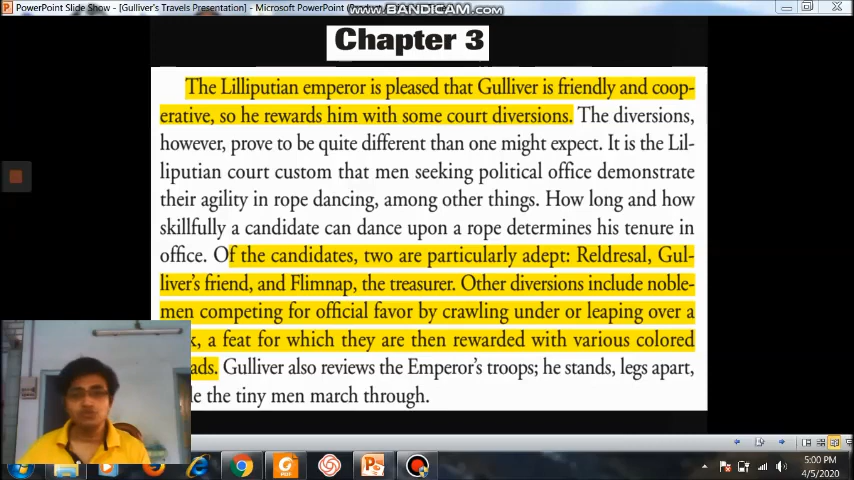 PowerPoint Slide Show - [Gulliver's Travels Presentation] - Microsoft PowerPoint (
www.BANDICAM.com
Chapter 3
The Lilliputian emperor is pleased that Gulliver is friendly and coop-
erative, so he rewards him with some court diversions. The diversions,
however, prove to be quite different than one might expect. It is the Lil-
liputian court custom that men seeking political office demonstrate
their agility in rope dancing, among other things. How long and how
skillfully a candidate can dance upon a rope determines his tenure in
office. Of the candidates, two are particularly adept: Reldresal, Gul-
liver's friend, and Flimnap, the treasurer. Other diversions include noble-
men competing for official favor by crawling under or leaping over a
a feat for which they are then rewarded with various colored
Gulliver also reviews the Emperor's troops; he stands, legs apart,
the tiny men march through.
5:00 PM
4/5/2020